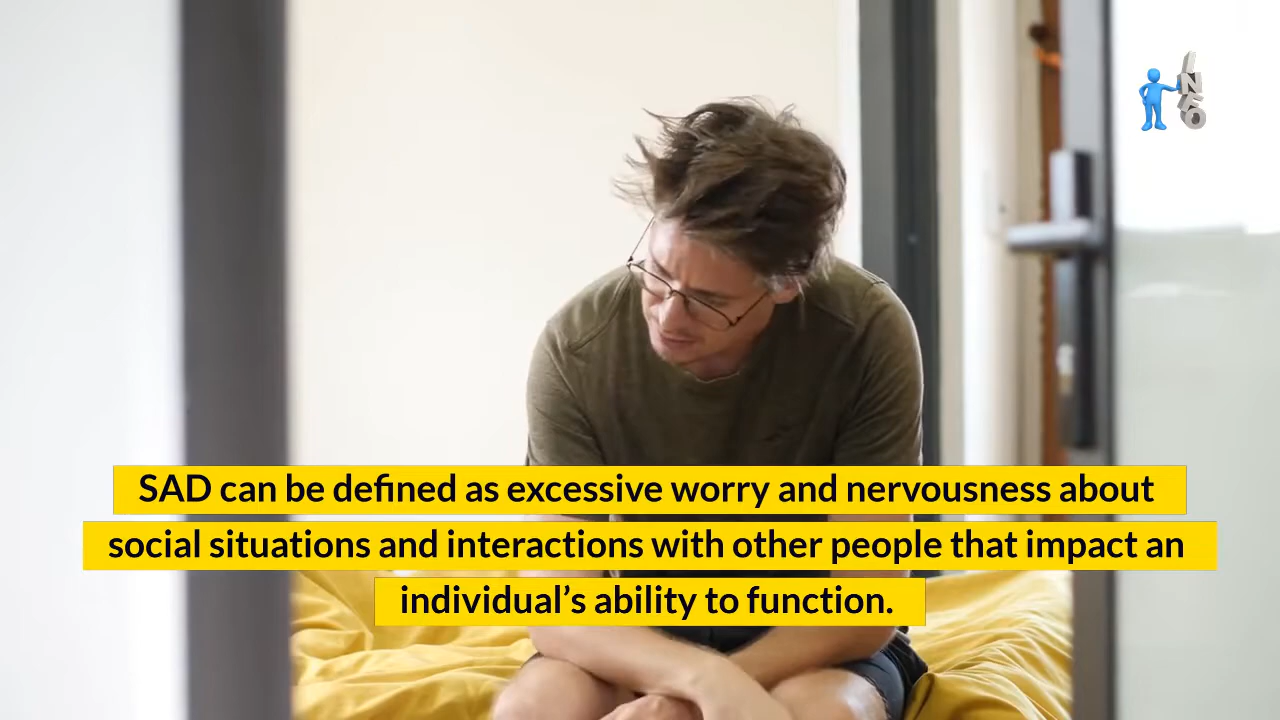 INFO
SAD can be defined as excessive worry and nervousness about
social situations and interactions with other people that impact an
individual’s ability to function.